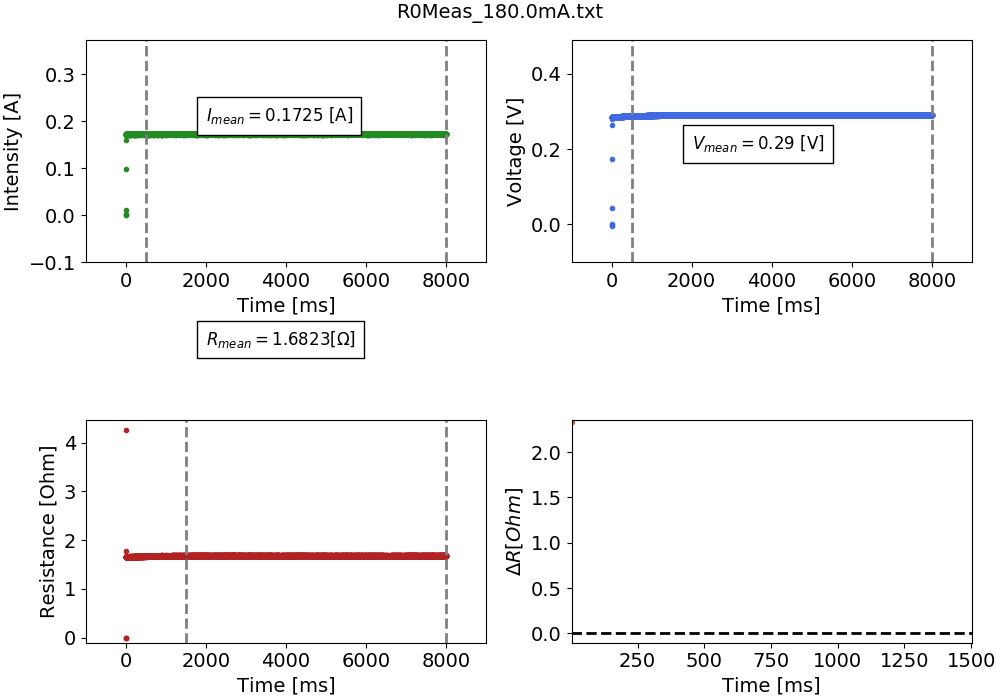 R0Meas_180.0mA.txt
Intensity [A]
0.3
0.2
0.1
0.0
−0.1
I_mean = 0.1725 [A]
0 2000 4000 6000 8000
Time [ms]
Voltage [V]
0.4
0.2
0.0
V_mean = 0.29 [V]
0 2000 4000 6000 8000
Time [ms]
R_mean = 1.6823[Ω]
Resistance [Ohm]
4
3
2
1
0
0 2000 4000 6000 8000
Time [ms]
ΔR[Ohm]
2.0
1.5
1.0
0.5
0.0
250 500 750 1000 1250 1500
Time [ms]